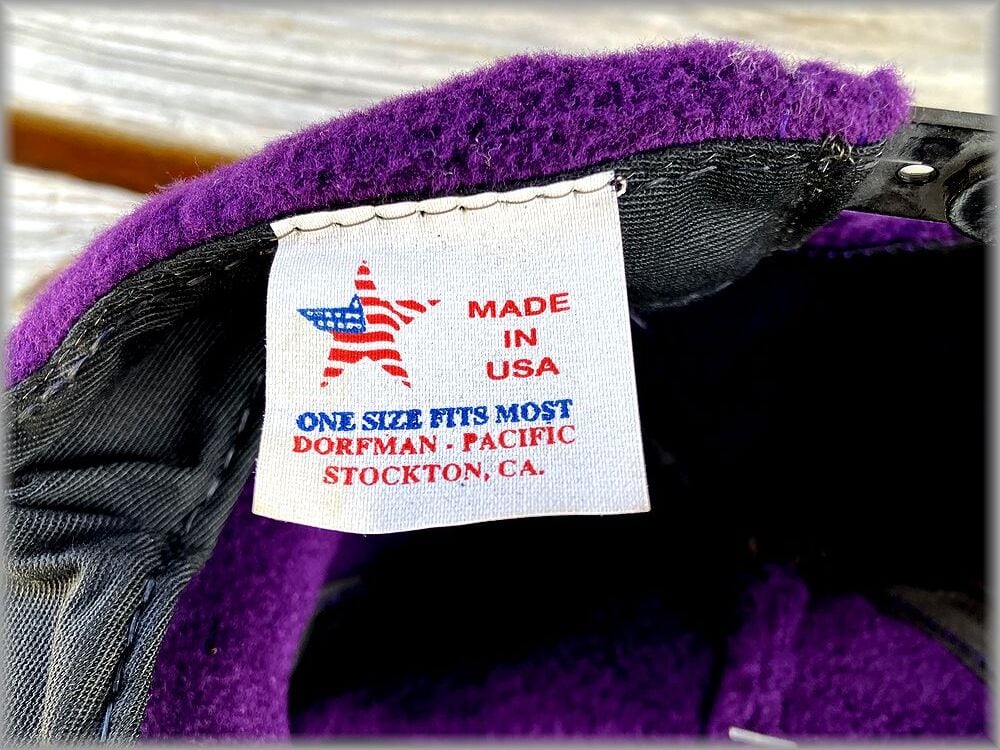 MADE
IN
USA
ONE SIZE FITS MOST
DORFMAN - PACIFIC
STOCKTON, CA.